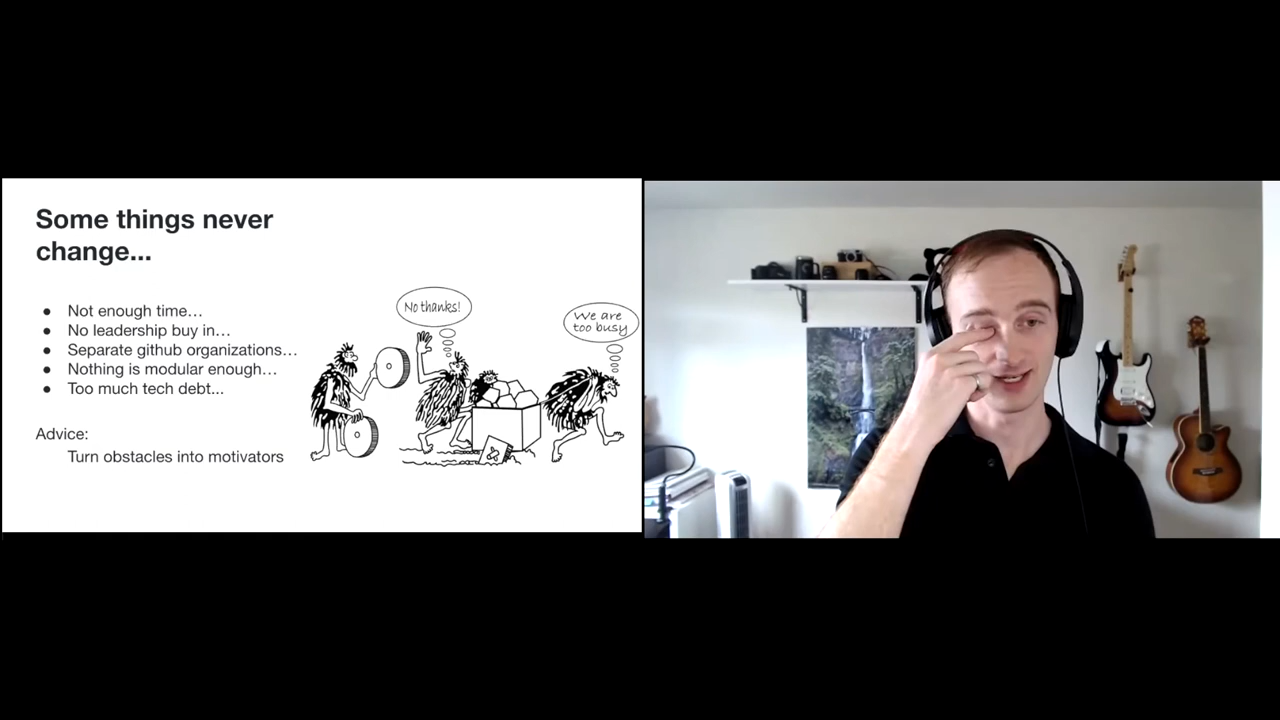 Some things never
change...
● Not enough time…
● No leadership buy in…
● Separate github organizations…
● Nothing is modular enough…
● Too much tech debt...
Advice:
Turn obstacles into motivators
No thanks!
We are
too busy